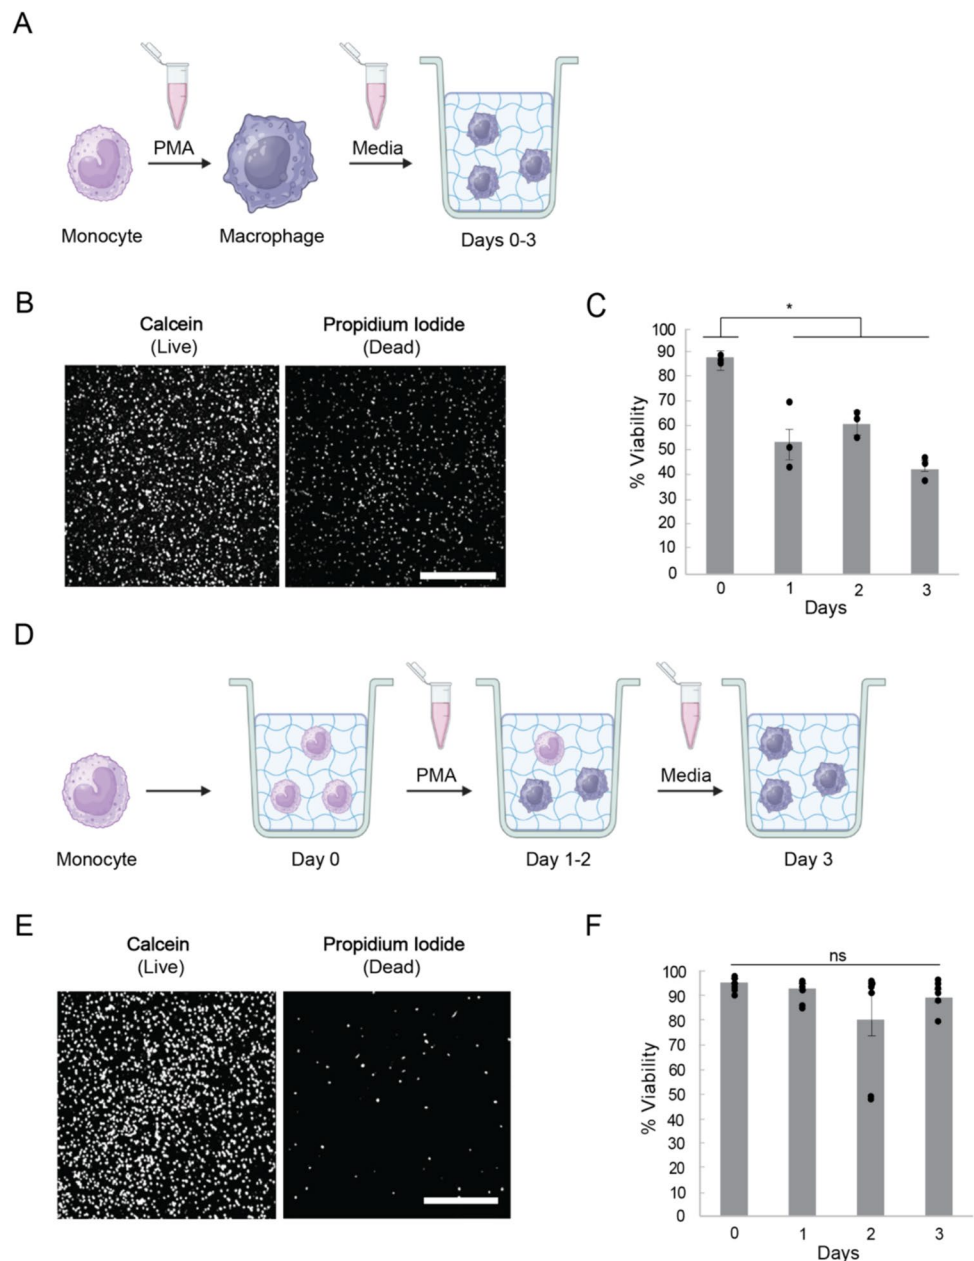 A
PMA
Media
Monocyte
Macrophage
Days 0-3
B
Calcein
(Live)
Propidium Iodide
(Dead)
C
*
% Viability
100
90
80
70
60
50
40
30
20
10
0
0 1 2 3
Days
D
PMA
Media
Monocyte
Day 0
Day 1-2
Day 3
E
Calcein
(Live)
Propidium Iodide
(Dead)
F
ns
% Viability
100
90
80
70
60
50
40
30
20
10
0
0 1 2 3
Days